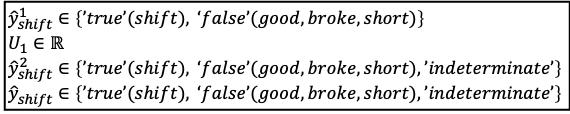 ŷ¹ₛₕᵢ𝒻ₜ ∈ {'true'(shift), ‘false'(good, broke, short)}
U₁ ∈ ℝ
ŷ²ₛₕᵢ𝒻ₜ ∈ {'true'(shift), ‘false'(good, broke, short),'indeterminate'}
ŷₛₕᵢ𝒻ₜ ∈ {'true'(shift), ‘false'(good, broke, short),'indeterminate'}